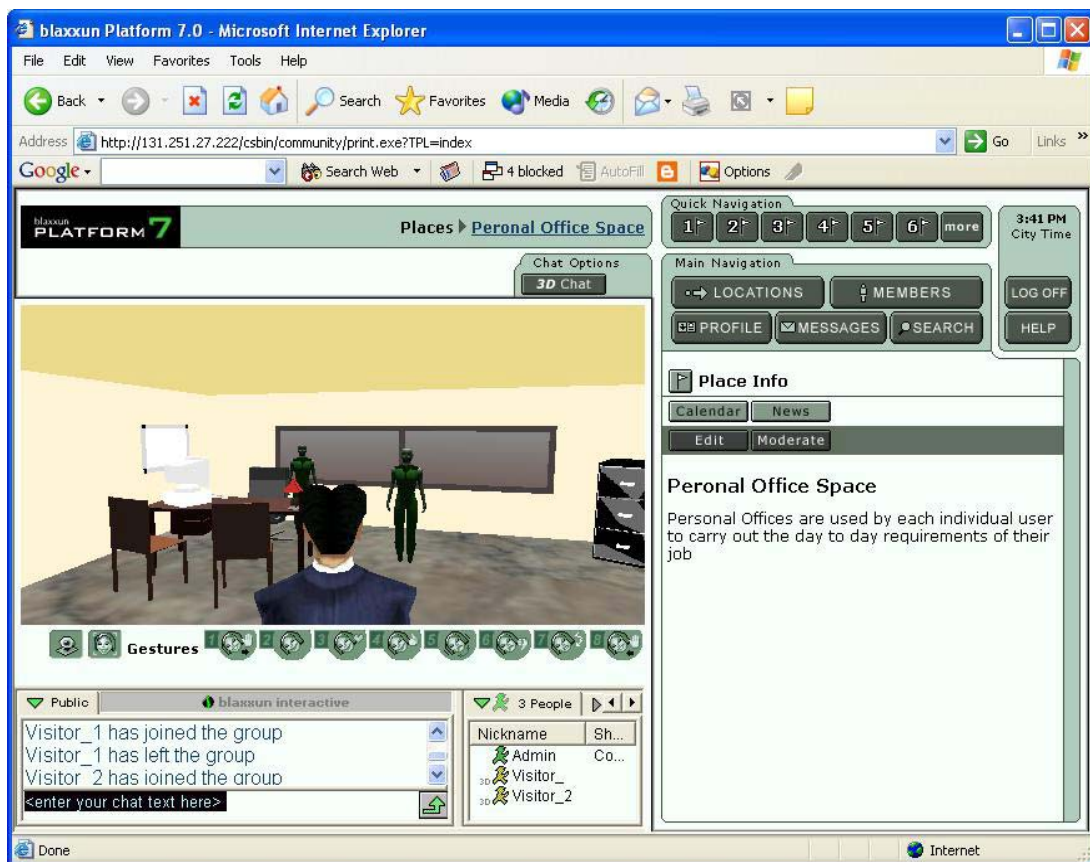 blaxxun Platform 7.0 - Microsoft Internet Explorer
File Edit View Favorites Tools Help
Back Search Favorites Media
Address http://131.251.27.222/csbin/community/print.exe?TPL=index Go Links »
Google Search Web 4 blocked AutoFill Options
blaxxun
PLATFORM 7
Places Peronal Office Space
Chat Options
3D Chat
Quick Navigation
1 2 3 4 5 6 more
3:41 PM
City Time
Main Navigation
LOCATIONS MEMBERS
PROFILE MESSAGES SEARCH
LOG OFF
HELP
Place Info
Calendar News
Edit Moderate
Peronal Office Space
Personal Offices are used by each individual user
to carry out the day to day requirements of their
job
Gestures 1 2 3 4 5 6 7 8
Public blaxxun interactive
Visitor_1 has joined the group
Visitor_1 has left the group
Visitor_2 has joined the group
<enter your chat text here>
3 People
Nickname Sh...
Admin Co...
3D Visitor_
3D Visitor_2
Done Internet